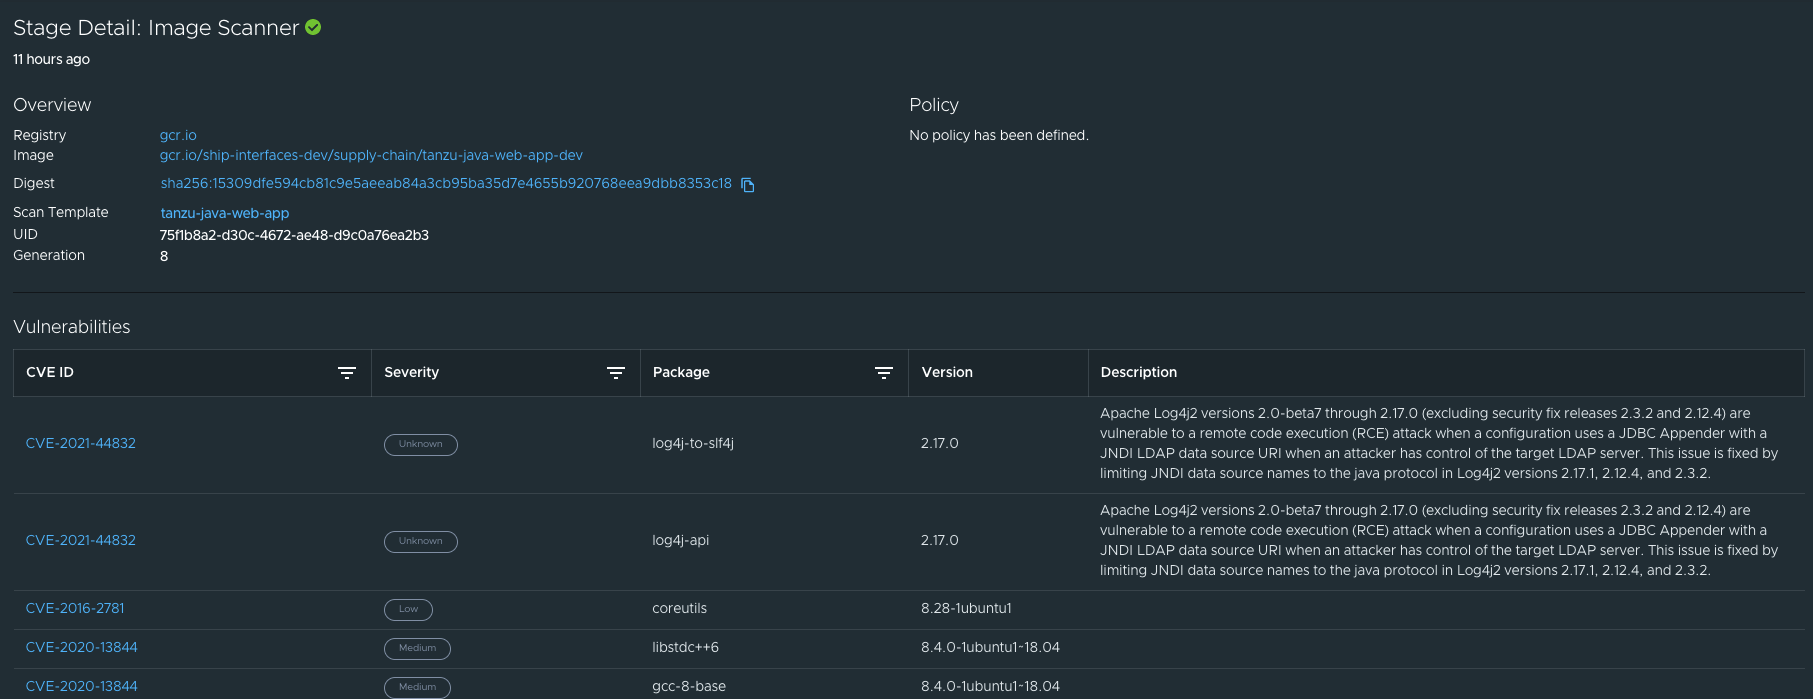 Stage Detail: Image Scanner
11 hours ago
Overview
Registry gcr.io
Image gcr.io/ship-interfaces-dev/supply-chain/tanzu-java-web-app-dev
Digest sha256:15309dfe594cb81c9e5aeeab84a3cb95ba35d7e4655b920768eea9dbb8353c18
Scan Template tanzu-java-web-app
UID 75f1b8a2-d30c-4672-ae48-d9c0a76ea2b3
Generation 8
Policy
No policy has been defined.
Vulnerabilities
CVE ID Severity Package Version Description
CVE-2021-44832 Unknown log4j-to-slf4j 2.17.0
Apache Log4j2 versions 2.0-beta7 through 2.17.0 (excluding security fix releases 2.3.2 and 2.12.4) are
vulnerable to a remote code execution (RCE) attack when a configuration uses a JDBC Appender with a
JNDI LDAP data source URI when an attacker has control of the target LDAP server. This issue is fixed by
limiting JNDI data source names to the java protocol in Log4j2 versions 2.17.1, 2.12.4, and 2.3.2.
CVE-2021-44832 Unknown log4j-api 2.17.0
Apache Log4j2 versions 2.0-beta7 through 2.17.0 (excluding security fix releases 2.3.2 and 2.12.4) are
vulnerable to a remote code execution (RCE) attack when a configuration uses a JDBC Appender with a
JNDI LDAP data source URI when an attacker has control of the target LDAP server. This issue is fixed by
limiting JNDI data source names to the java protocol in Log4j2 versions 2.17.1, 2.12.4, and 2.3.2.
CVE-2016-2781 Low coreutils 8.28-1ubuntu1
CVE-2020-13844 Medium libstdc++6 8.4.0-1ubuntu1~18.04
CVE-2020-13844 Medium gcc-8-base 8.4.0-1ubuntu1~18.04